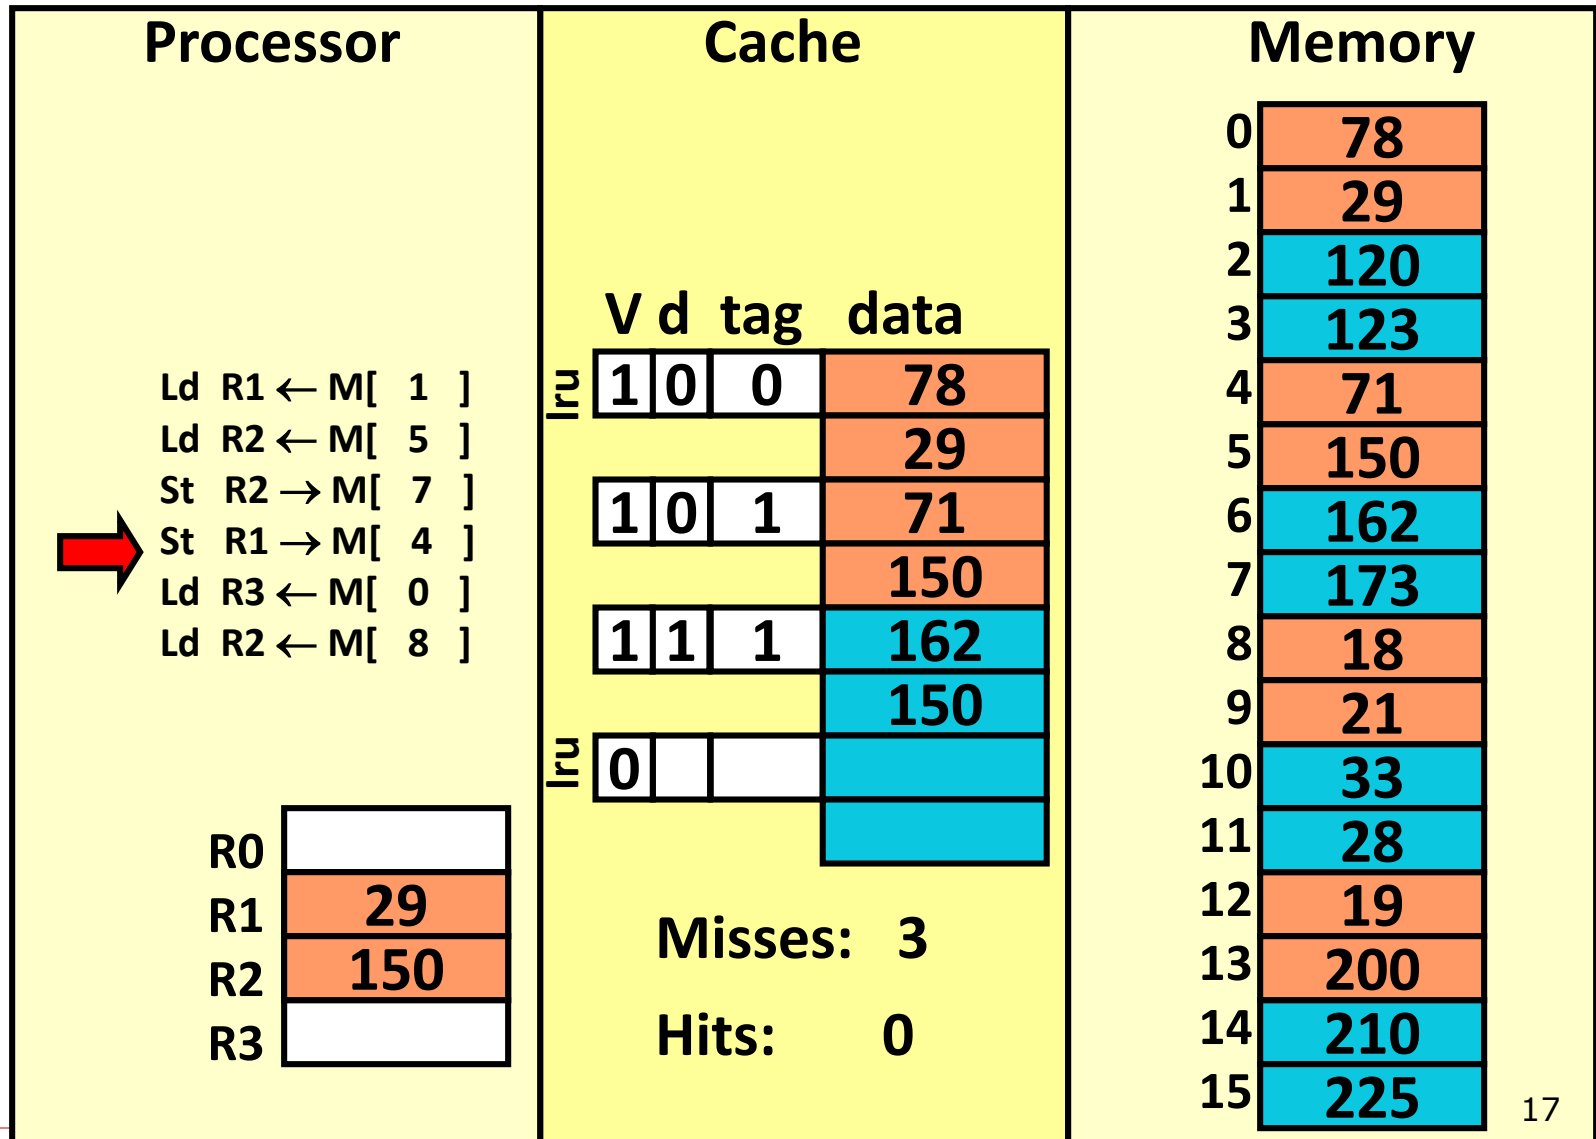 Processor
Ld R1 ← M[ 1 ]
Ld R2 ← M[ 5 ]
St R2 → M[ 7 ]
St R1 → M[ 4 ]
Ld R3 ← M[ 0 ]
Ld R2 ← M[ 8 ]
R0
R1 29
R2 150
R3
Cache
V d tag data
lru 1 0 0 78
29
1 0 1 71
150
1 1 1 162
150
lru 0
Misses: 3
Hits: 0
Memory
0 78
1 29
2 120
3 123
4 71
5 150
6 162
7 173
8 18
9 21
10 33
11 28
12 19
13 200
14 210
15 225
17